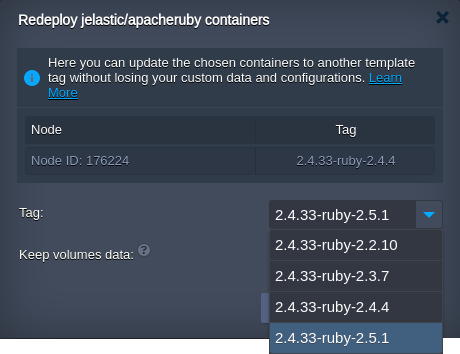 Redeploy jelastic/apacheruby containers
Here you can update the chosen containers to another template
tag without losing your custom data and configurations. Learn
More
Node Tag
Node ID: 176224 2.4.33-ruby-2.4.4
Tag: 2.4.33-ruby-2.5.1
Keep volumes data: ?
2.4.33-ruby-2.2.10
2.4.33-ruby-2.3.7
2.4.33-ruby-2.4.4
2.4.33-ruby-2.5.1